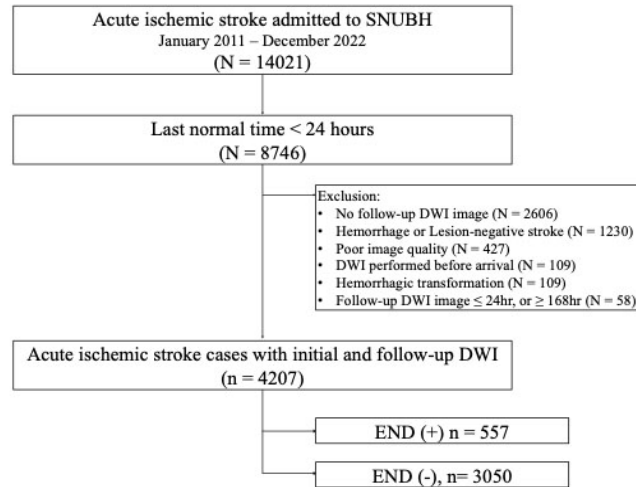 Acute ischemic stroke admitted to SNUBH
January 2011 – December 2022
(N = 14021)
Last normal time < 24 hours
(N = 8746)
Exclusion:
• No follow-up DWI image (N = 2606)
• Hemorrhage or Lesion-negative stroke (N = 1230)
• Poor image quality (N = 427)
• DWI performed before arrival (N = 109)
• Hemorrhagic transformation (N = 109)
• Follow-up DWI image ≤ 24hr, or ≥ 168hr (N = 58)
Acute ischemic stroke cases with initial and follow-up DWI
(n = 4207)
END (+) n = 557
END (-), n= 3050